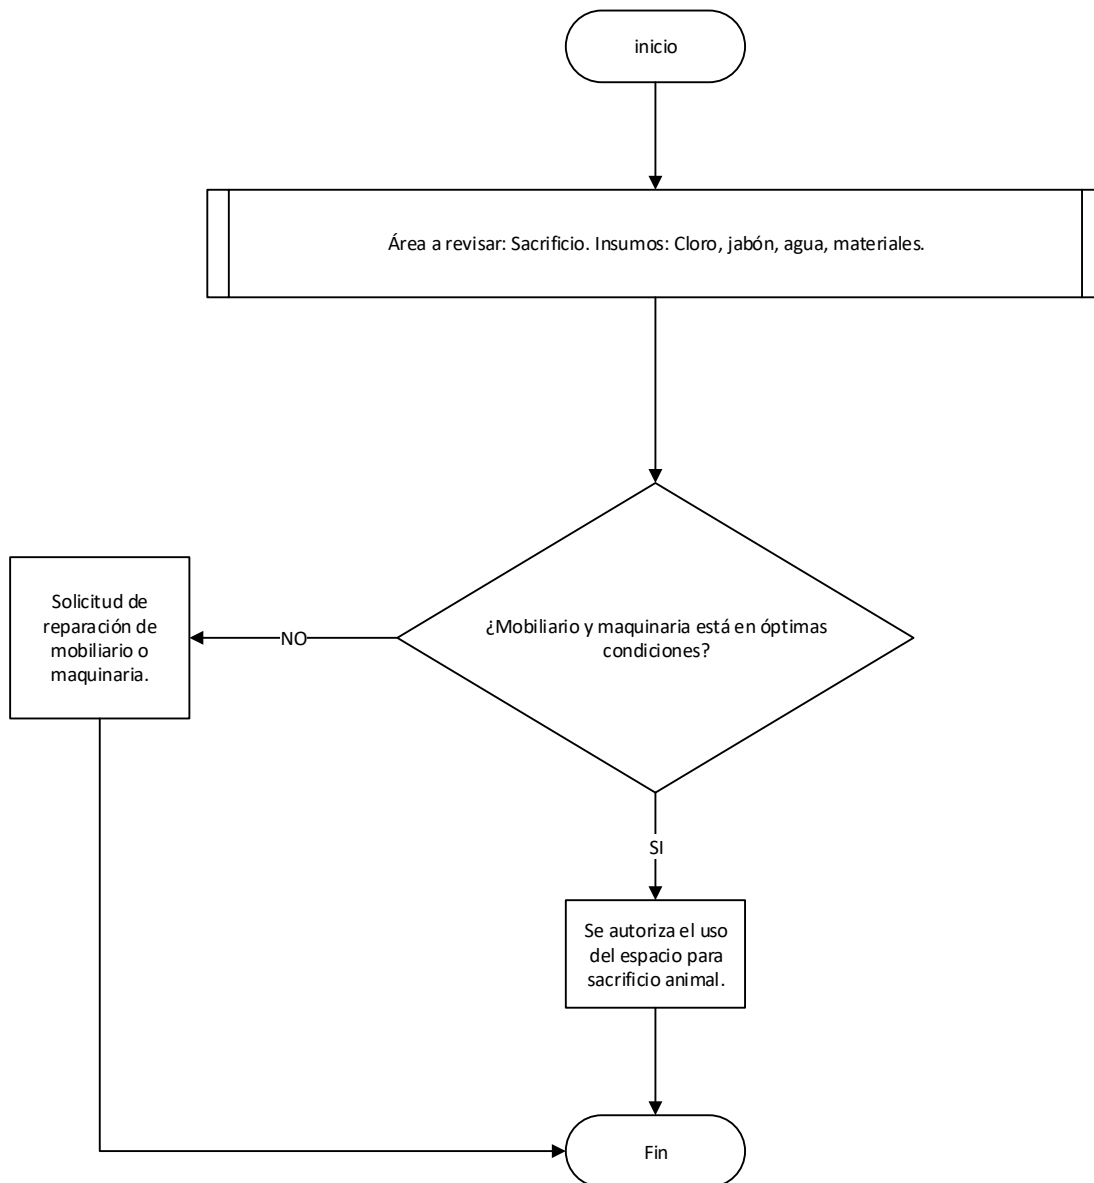 inicio
Área a revisar: Sacrificio. Insumos: Cloro, jabón, agua, materiales.
¿Mobiliario y maquinaria está en óptimas
condiciones?
NO
Solicitud de
reparación de
mobiliario o
maquinaria.
SI
Se autoriza el uso
del espacio para
sacrificio animal.
Fin